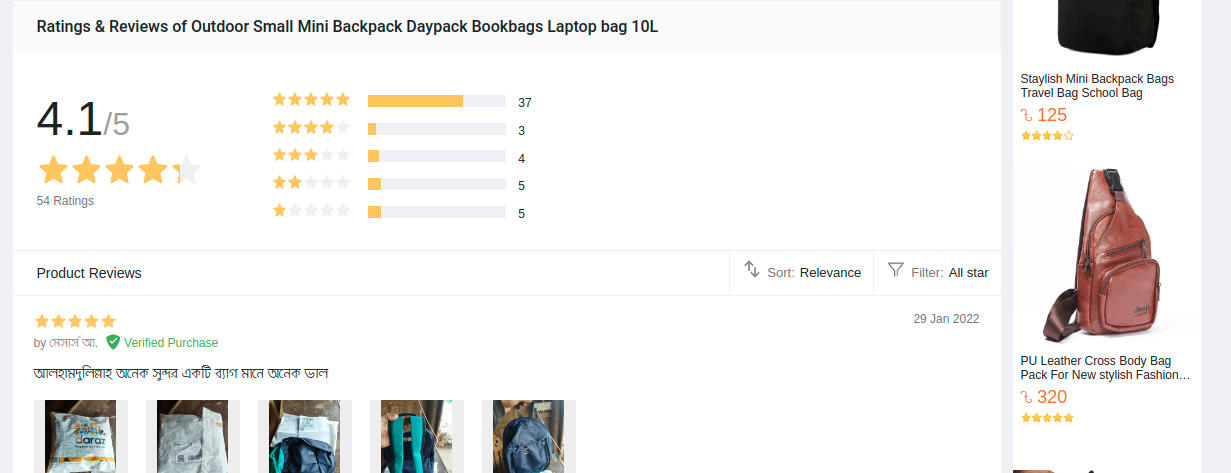 Ratings & Reviews of Outdoor Small Mini Backpack Daypack Bookbags Laptop bag 10L
4.1/5
54 Ratings
37
3
4
5
5
Product Reviews
Sort: Relevance
Filter: All star
29 Jan 2022
by মেসার্স আ. Verified Purchase
আলহামদুলিল্লাহ অনেক সুন্দর একটি ব্যাগ মানে অনেক ভাল
daraz
Staylish Mini Backpack Bags
Travel Bag School Bag
৳ 125
Jeep
PU Leather Cross Body Bag
Pack For New stylish Fashion…
৳ 320